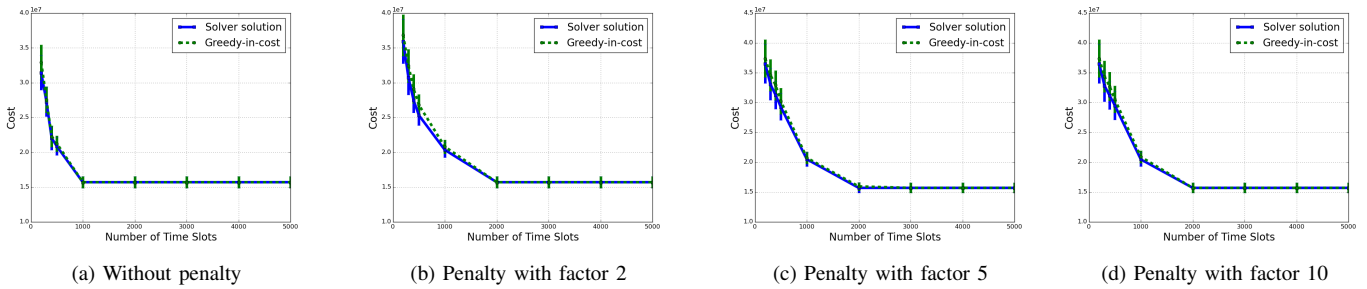 1e7
4.0
3.5
3.0
2.5
2.0
1.5
1.0
Cost
0
1000
2000
3000
4000
5000
Number of Time Slots
Solver solution
Greedy-in-cost
(a) Without penalty
1e7
4.0
3.5
3.0
2.5
2.0
1.5
1.0
Cost
0
1000
2000
3000
4000
5000
Number of Time Slots
Solver solution
Greedy-in-cost
(b) Penalty with factor 2
1e7
4.5
4.0
3.5
3.0
2.5
2.0
1.5
1.0
Cost
0
1000
2000
3000
4000
5000
Number of Time Slots
Solver solution
Greedy-in-cost
(c) Penalty with factor 5
1e7
4.5
4.0
3.5
3.0
2.5
2.0
1.5
1.0
Cost
0
1000
2000
3000
4000
5000
Number of Time Slots
Solver solution
Greedy-in-cost
(d) Penalty with factor 10